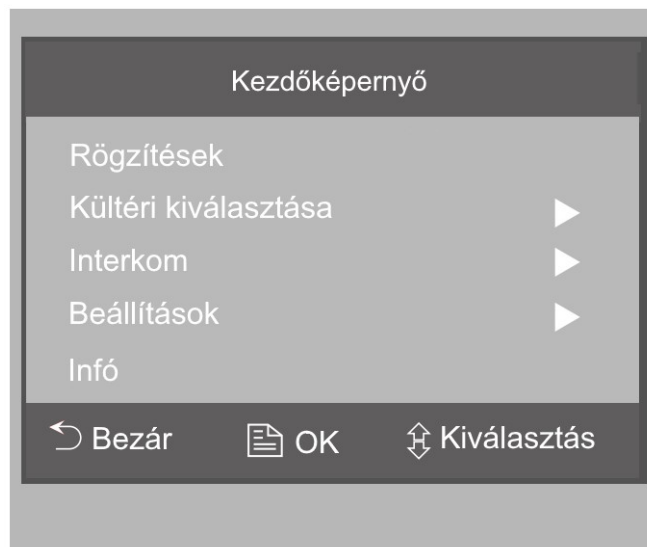 Kezdőképernyő
Rögzítések
Kültéri kiválasztása
Interkom
Beállítások
Infó
Bezár OK Kiválasztás